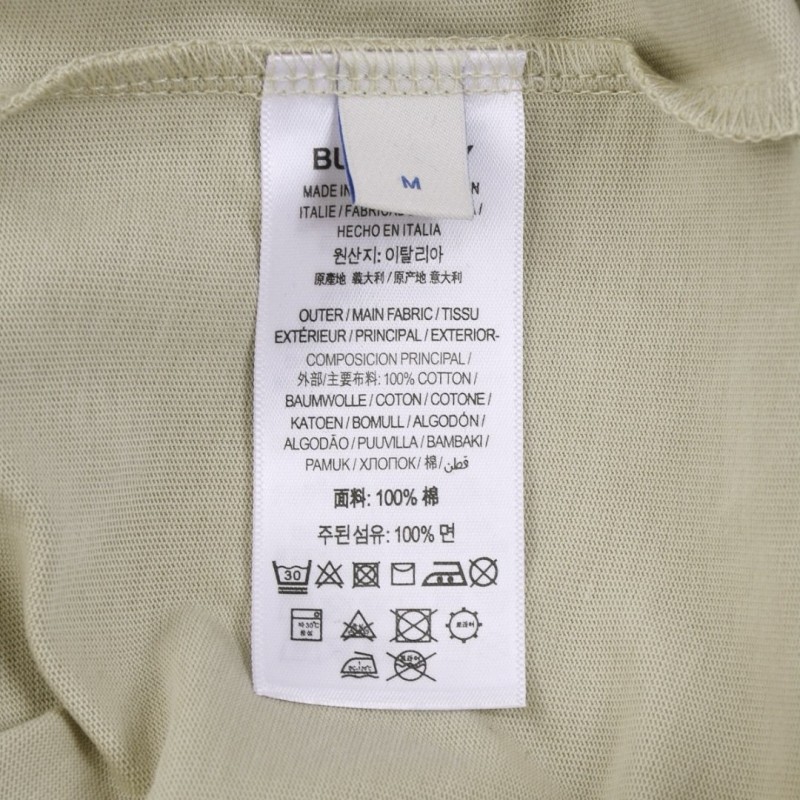 M
MADE IN
ITALIE /
HECHO EN ITALIA
원산지: 이탈리아
原產地 義大利 / 原产地 意大利
OUTER / MAIN FABRIC / TISSU
EXTÉRIEUR / PRINCIPAL / EXTERIOR-
COMPOSICION PRINCIPAL /
外部/主要布料: 100% COTTON /
BAUMWOLLE / COTON / COTONE /
KATOEN / BOMULL / ALGODÓN /
ALGODÃO / PUUVILLA / BAMBAKI /
PAMUK / ХЛОПОК / 棉 / قطن
面料: 100% 棉
주된섬유: 100% 면
30